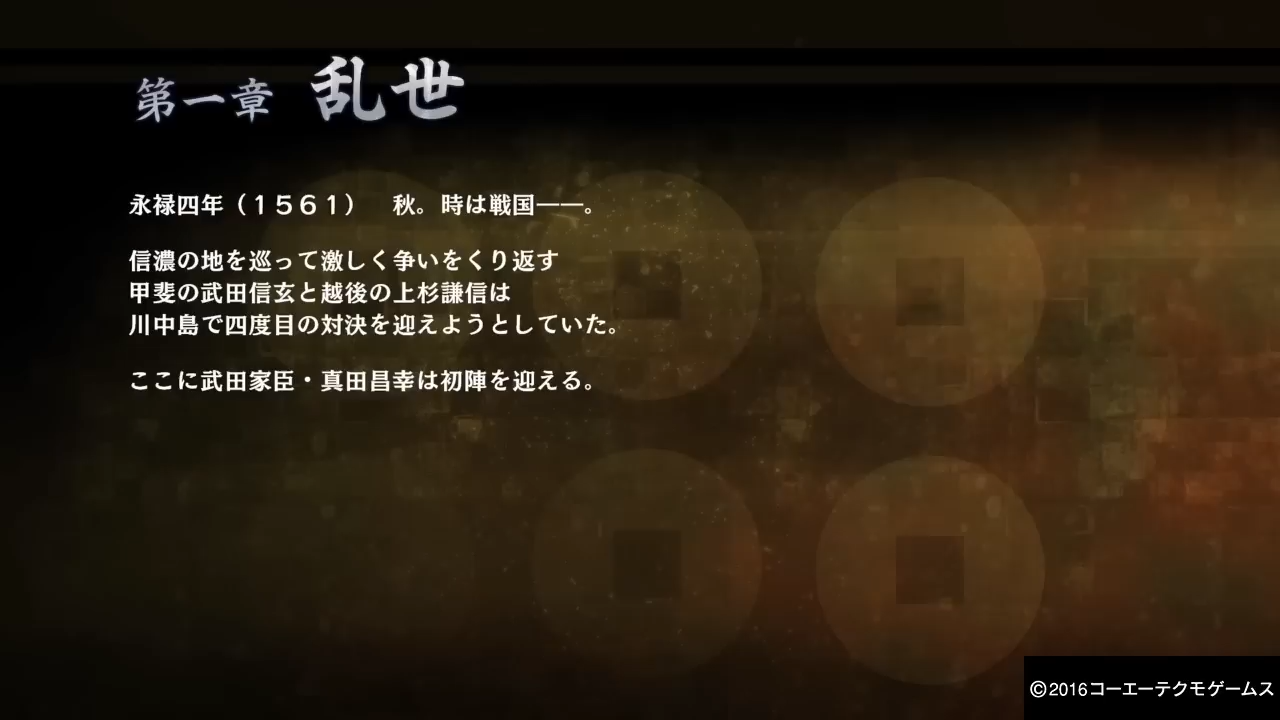 第一章 乱世
永禄四年（１５６１）　秋。時は戦国――。
信濃の地を巡って激しく争いをくり返す
甲斐の武田信玄と越後の上杉謙信は
川中島で四度目の対決を迎えようとしていた。
ここに武田家臣・真田昌幸は初陣を迎える。
©2016コーエーテクモゲームス